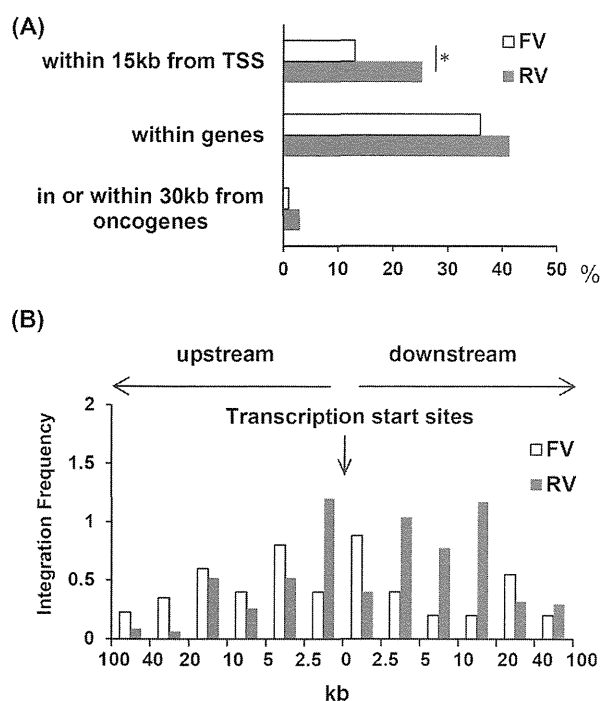 (A)
FV
RV
within 15kb from TSS
*
within genes
in or within 30kb from
oncogenes
0 10 20 30 40 50 %
(B)
upstream downstream
Transcription start sites
FV
RV
Integration Frequency
2
1.5
1
0.5
0
100 40 20 10 5 2.5 0 2.5 5 10 20 40 100
kb